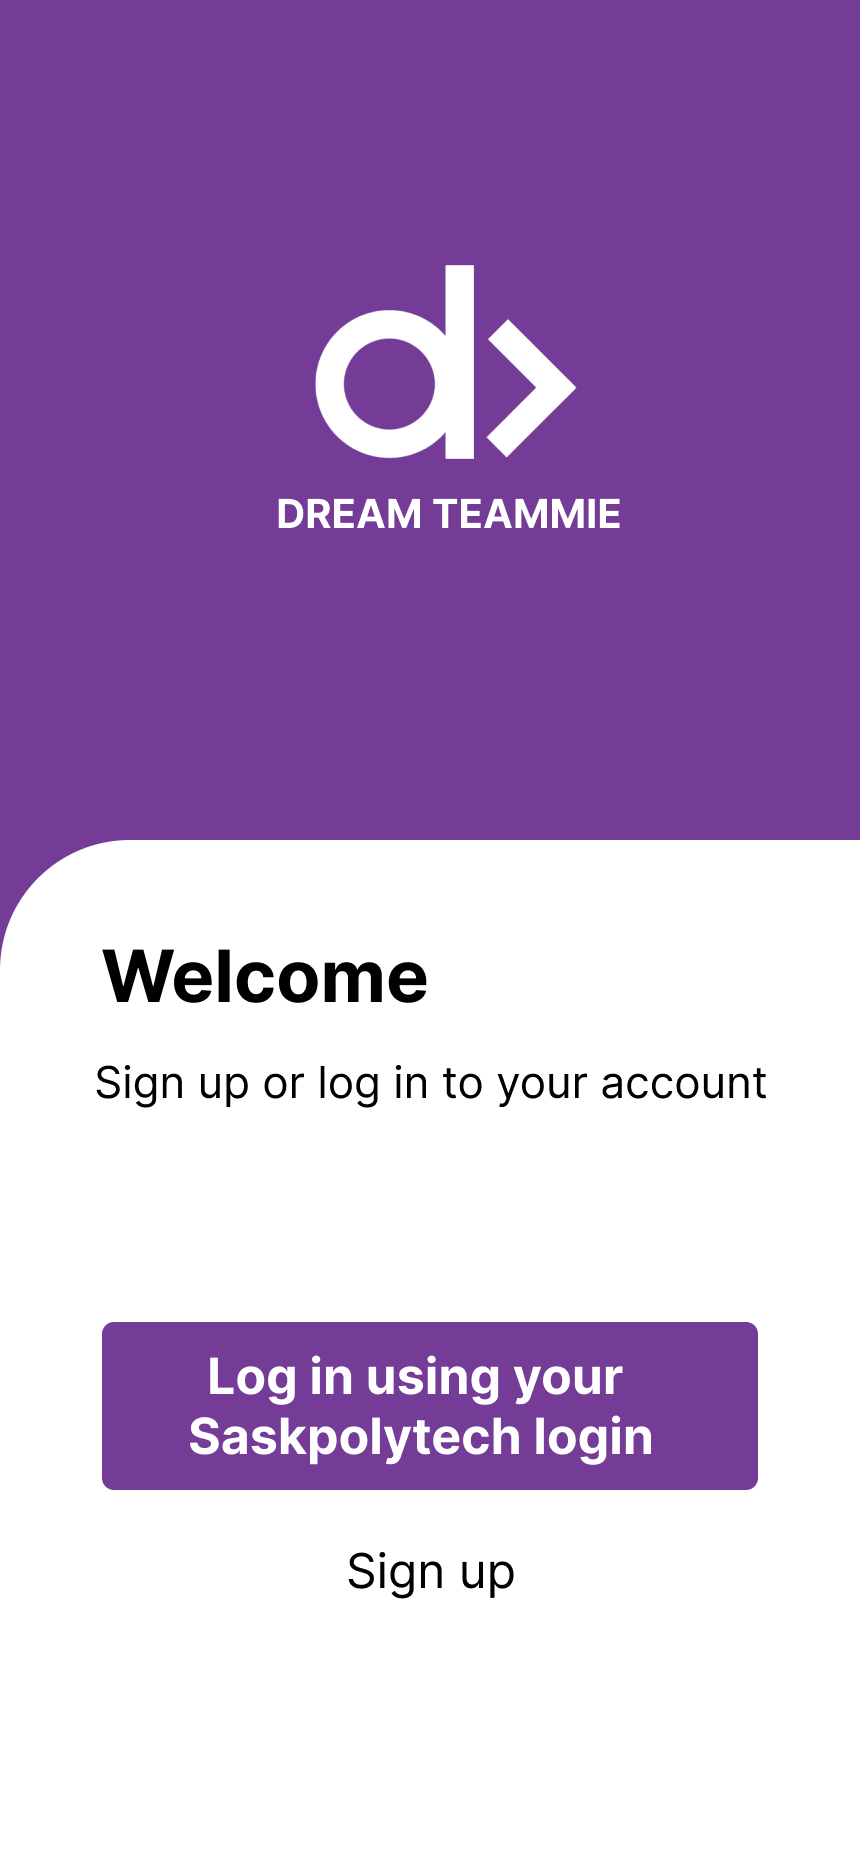 d>
DREAM TEAMMIE
Welcome
Sign up or log in to your account
Log in using your
Saskpolytech login
Sign up